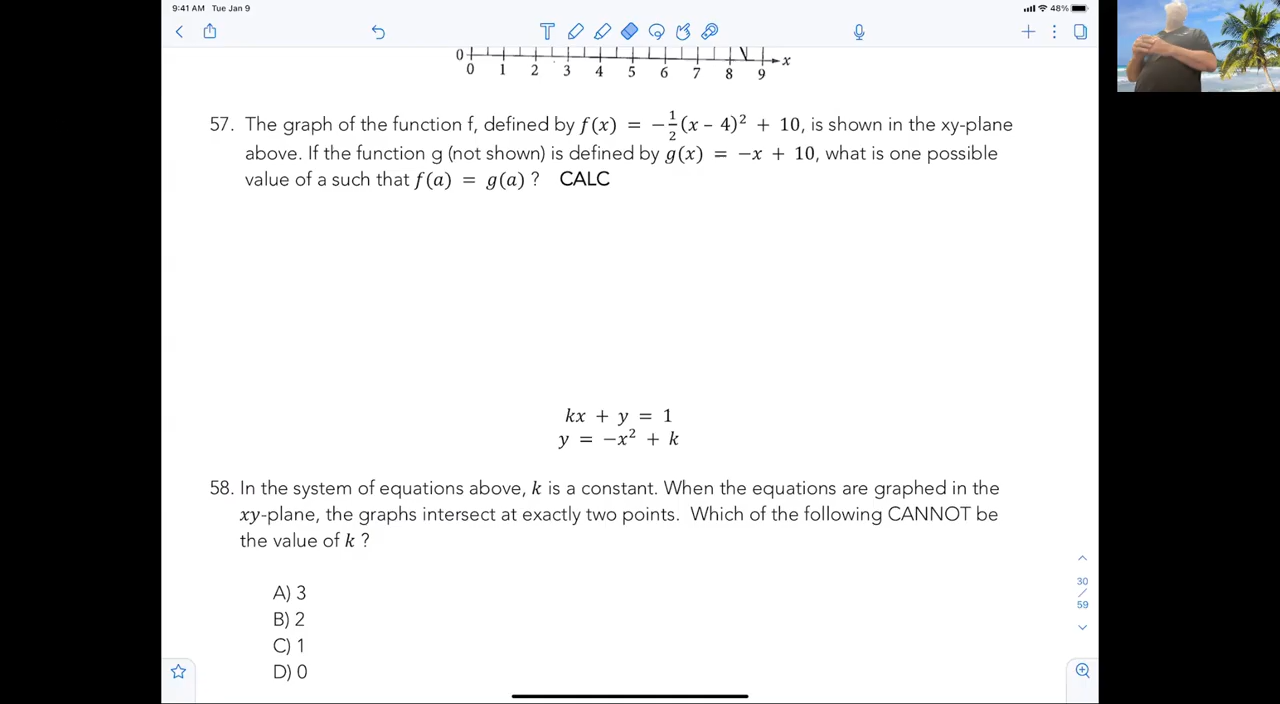 9:41 AM Tue Jan 9
48%
0
x
0 1 2 3 4 5 6 7 8 9
57. The graph of the function f, defined by f(x) = −½(x − 4)² + 10, is shown in the xy-plane
above. If the function g (not shown) is defined by g(x) = −x + 10, what is one possible
value of a such that f(a) = g(a) ? CALC
kx + y = 1
y = −x² + k
58. In the system of equations above, k is a constant. When the equations are graphed in the
xy-plane, the graphs intersect at exactly two points. Which of the following CANNOT be
the value of k ?
A) 3
B) 2
C) 1
D) 0
30
/
59